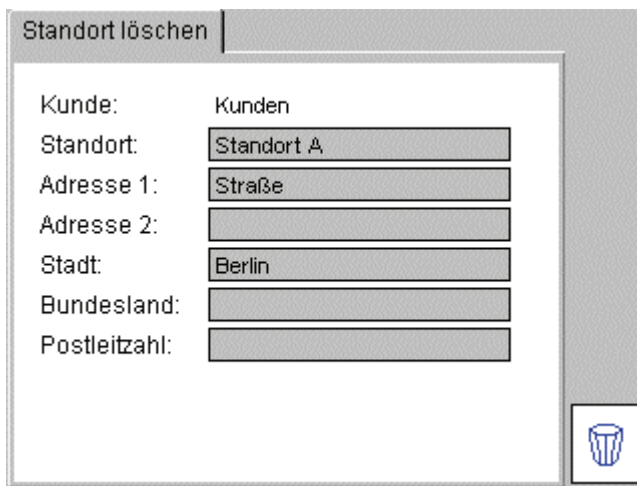 Standort löschen
Kunde: Kunden
Standort: Standort A
Adresse 1: Straße
Adresse 2:
Stadt: Berlin
Bundesland:
Postleitzahl: